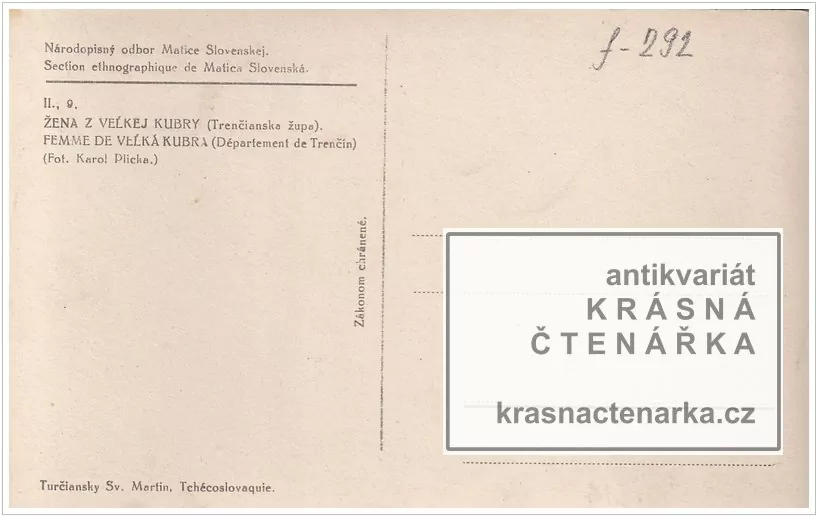 Národopisný odbor Matice Slovenskej.
Section ethnographique de Matica Slovenská.
II., 9.
ŽENA Z VEĽKEJ KUBRY (Trenčianska župa).
FEMME DE VEĽKÁ KUBRA (Département de Trenčín)
(Fot. Karol Plicka.)
f-292
Zákonom chránené.
antikvariát
KRÁSNÁ
ČTENÁŘKA
krasnactenarka.cz
Turčiansky Sv. Martin, Tchécoslovaquie.